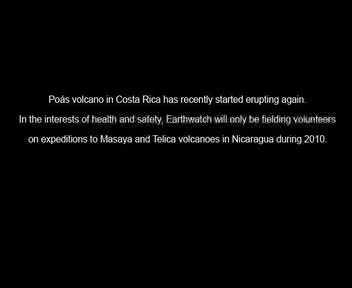 Poás volcano in Costa Rica has recently started erupting again.
In the interests of health and safety, Earthwatch will only be fielding volunteers
on expeditions to Masaya and Telica volcanoes in Nicaragua during 2010.